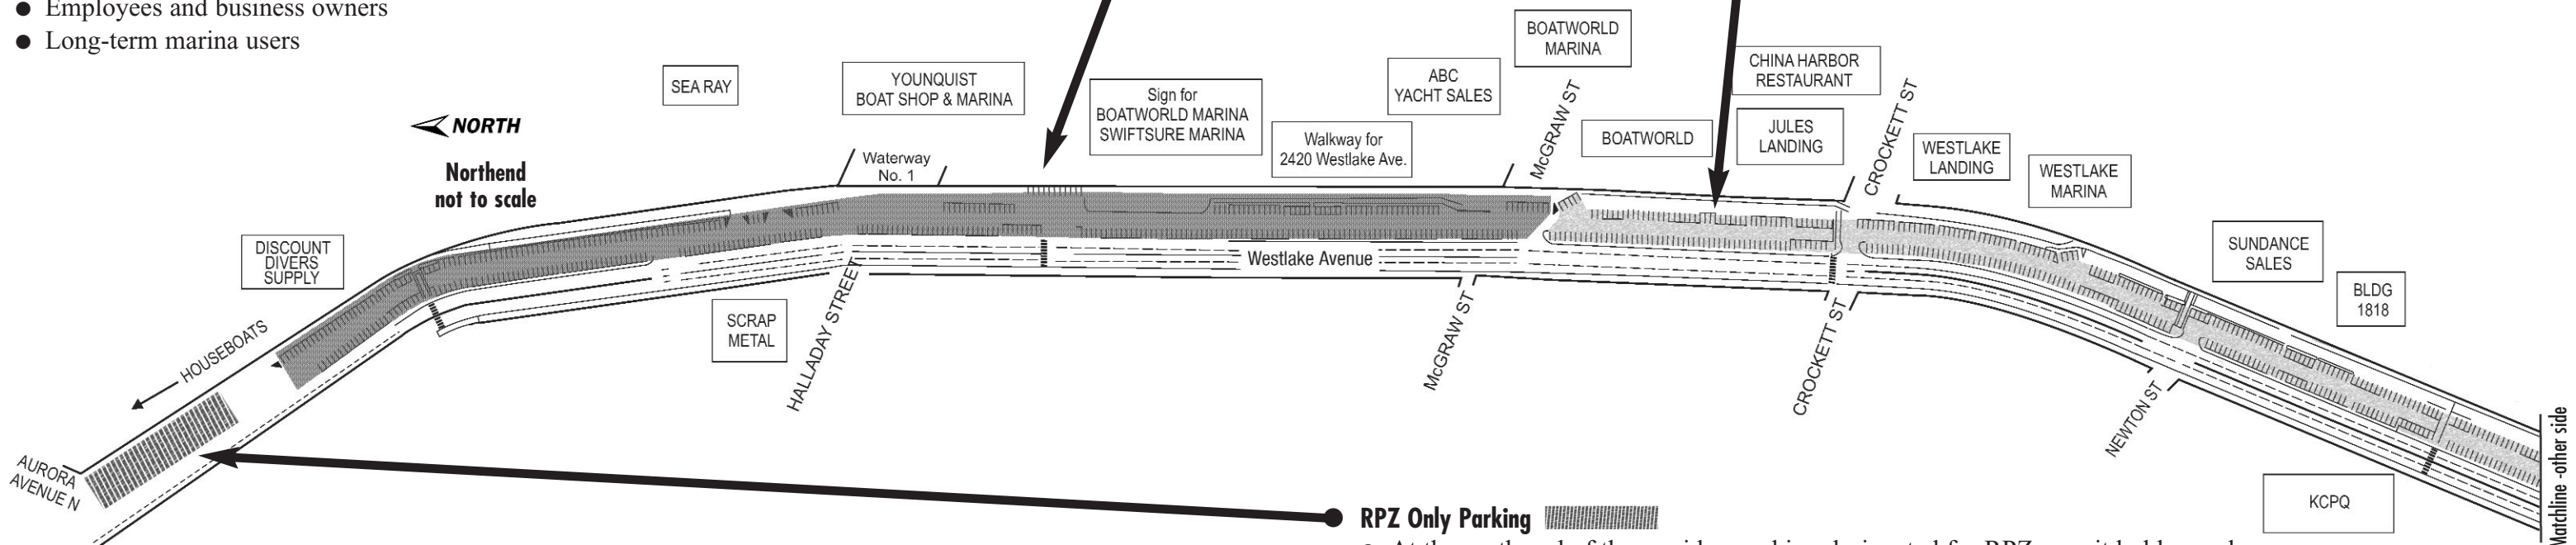 ● Employees and business owners
● Long-term marina users
BOATWORLD
MARINA
CHINA HARBOR
RESTAURANT
SEA RAY
YOUNQUIST
BOAT SHOP & MARINA
Sign for
BOATWORLD MARINA
SWIFTSURE MARINA
ABC
YACHT SALES
McGRAW ST
CROCKETT ST
NORTH
Northend
not to scale
Waterway
No. 1
Walkway for
2420 Westlake Ave.
BOATWORLD
JULES
LANDING
WESTLAKE
LANDING
WESTLAKE
MARINA
DISCOUNT
DIVERS
SUPPLY
Westlake Avenue
SUNDANCE
SALES
BLDG
1818
HOUSEBOATS
SCRAP
METAL
HALLADAY STREET
McGRAW ST
CROCKETT ST
NEWTON ST
AURORA
AVENUE N
KCPQ
Matchline -other side
RPZ Only Parking